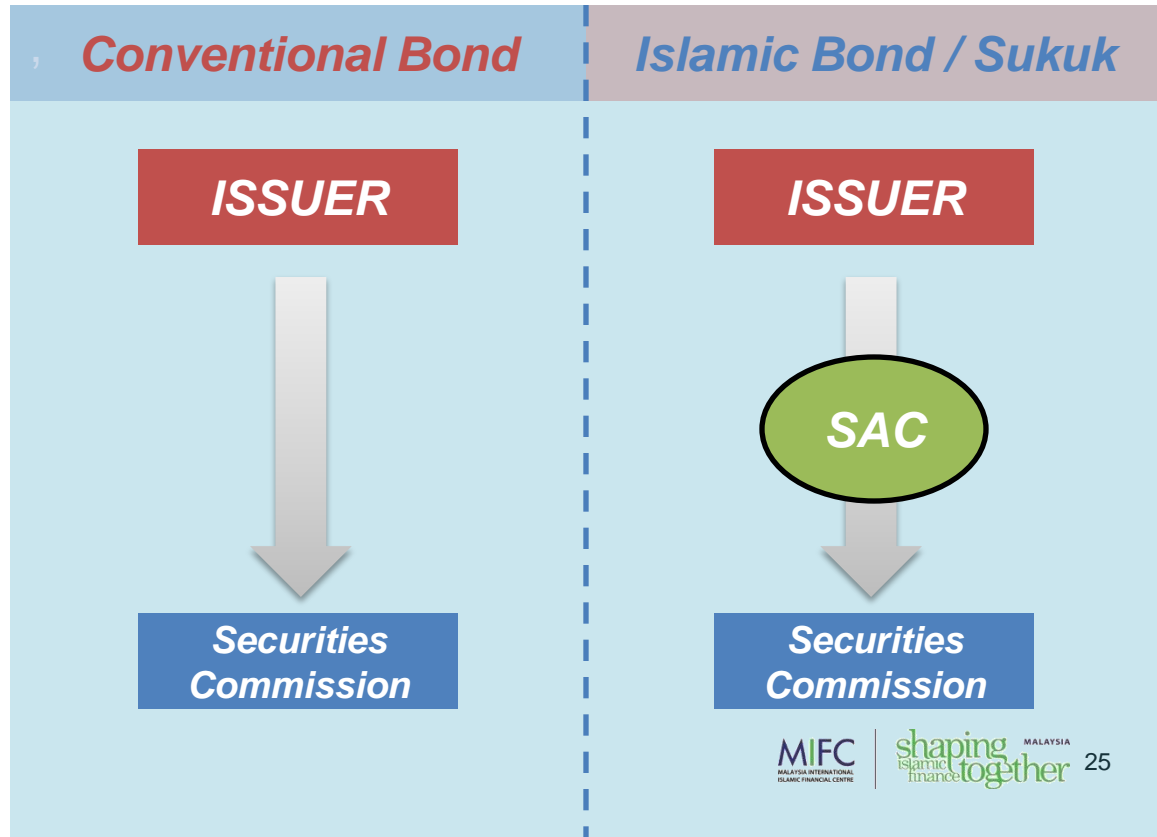 ,
Conventional Bond
Islamic Bond / Sukuk
ISSUER
Securities
Commission
ISSUER
SAC
Securities
Commission
MIFC
MALAYSIA INTERNATIONAL
ISLAMIC FINANCIAL CENTRE
shaping MALAYSIA
islamic
finance together
25